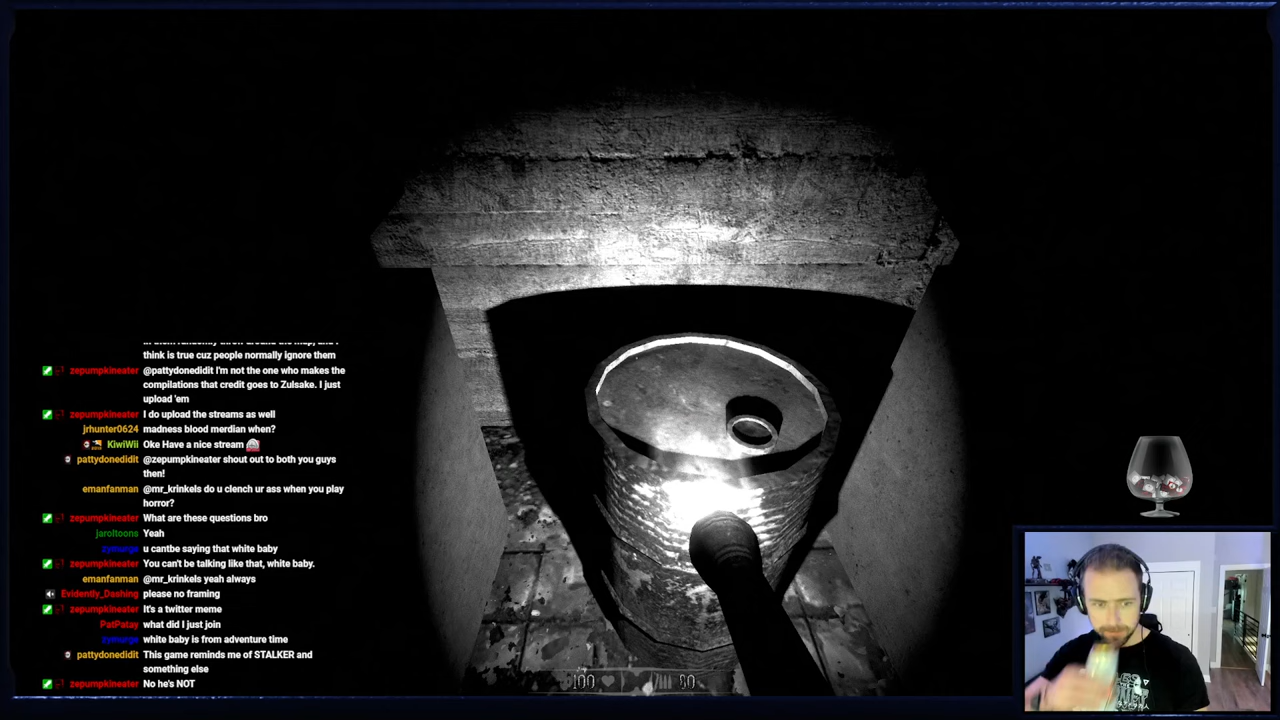 think is true cuz people normally ignore them
zepumpkineater @pattydonedidit I'm not the one who makes the
compilations that credit goes to Zulsake. I just
upload 'em
zepumpkineater I do upload the streams as well
jrhunter0624 madness blood merdian when?
KiwiWii Oke Have a nice stream
pattydonedidit @zepumpkineater shout out to both you guys
then!
emanfanman @mr_krinkels do u clench ur ass when you play
horror?
zepumpkineater What are these questions bro
jaroltoons Yeah
u cantbe saying that white baby
zepumpkineater You can't be talking like that, white baby.
emanfanman @mr_krinkels yeah always
Evidently_Dashing please no framing
zepumpkineater It's a twitter meme
PatPatay what did I just join
white baby is from adventure time
pattydonedidit This game reminds me of STALKER and
something else
zepumpkineater No he's NOT
100
80